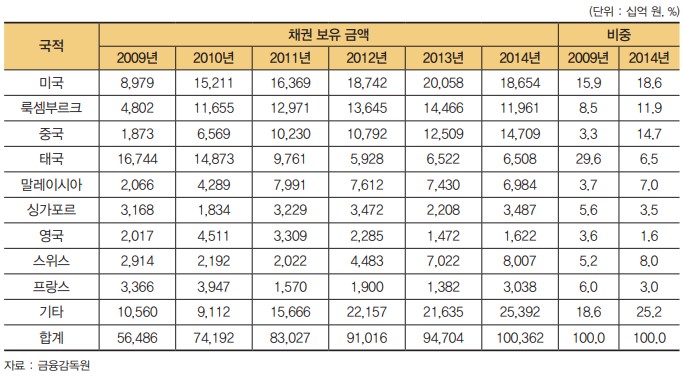 (단위 : 십억 원, %)
국적 채권 보유 금액 비중
2009년 2010년 2011년 2012년 2013년 2014년 2009년 2014년
미국 8,979 15,211 16,369 18,742 20,058 18,654 15.9 18.6
룩셈부르크 4,802 11,655 12,971 13,645 14,466 11,961 8.5 11.9
중국 1,873 6,569 10,230 10,792 12,509 14,709 3.3 14.7
태국 16,744 14,873 9,761 5,928 6,522 6,508 29.6 6.5
말레이시아 2,066 4,289 7,991 7,612 7,430 6,984 3.7 7.0
싱가포르 3,168 1,834 3,229 3,472 2,208 3,487 5.6 3.5
영국 2,017 4,511 3,309 2,285 1,472 1,622 3.6 1.6
스위스 2,914 2,192 2,022 4,483 7,022 8,007 5.2 8.0
프랑스 3,366 3,947 1,570 1,900 1,382 3,038 6.0 3.0
기타 10,560 9,112 15,666 22,157 21,635 25,392 18.6 25.2
합계 56,486 74,192 83,027 91,016 94,704 100,362 100.0 100.0
자료 : 금융감독원